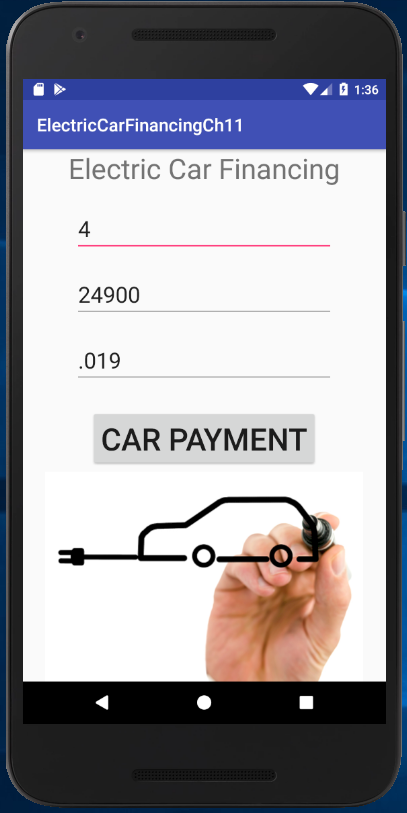 1:36
ElectricCarFinancingCh11
Electric Car Financing
4
24900
.019
CAR PAYMENT